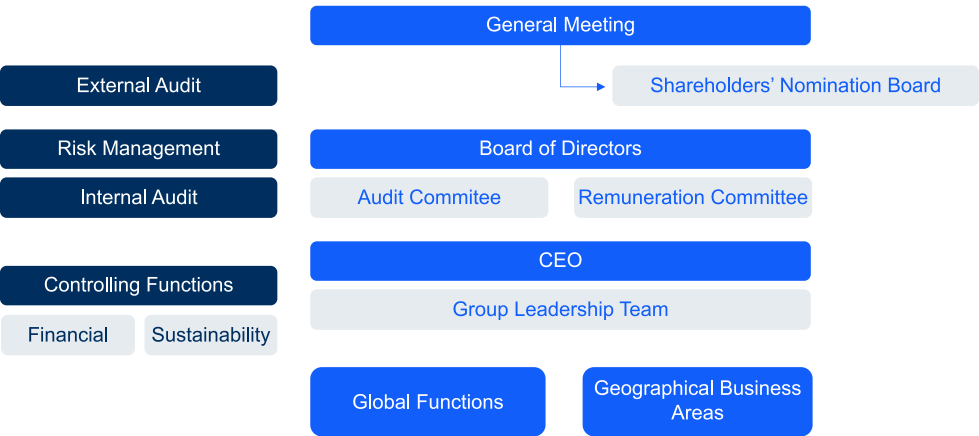 General Meeting
External Audit
Shareholders’ Nomination Board
Risk Management
Board of Directors
Internal Audit
Audit Commitee
Remuneration Committee
CEO
Controlling Functions
Group Leadership Team
Financial
Sustainability
Global Functions
Geographical Business
Areas